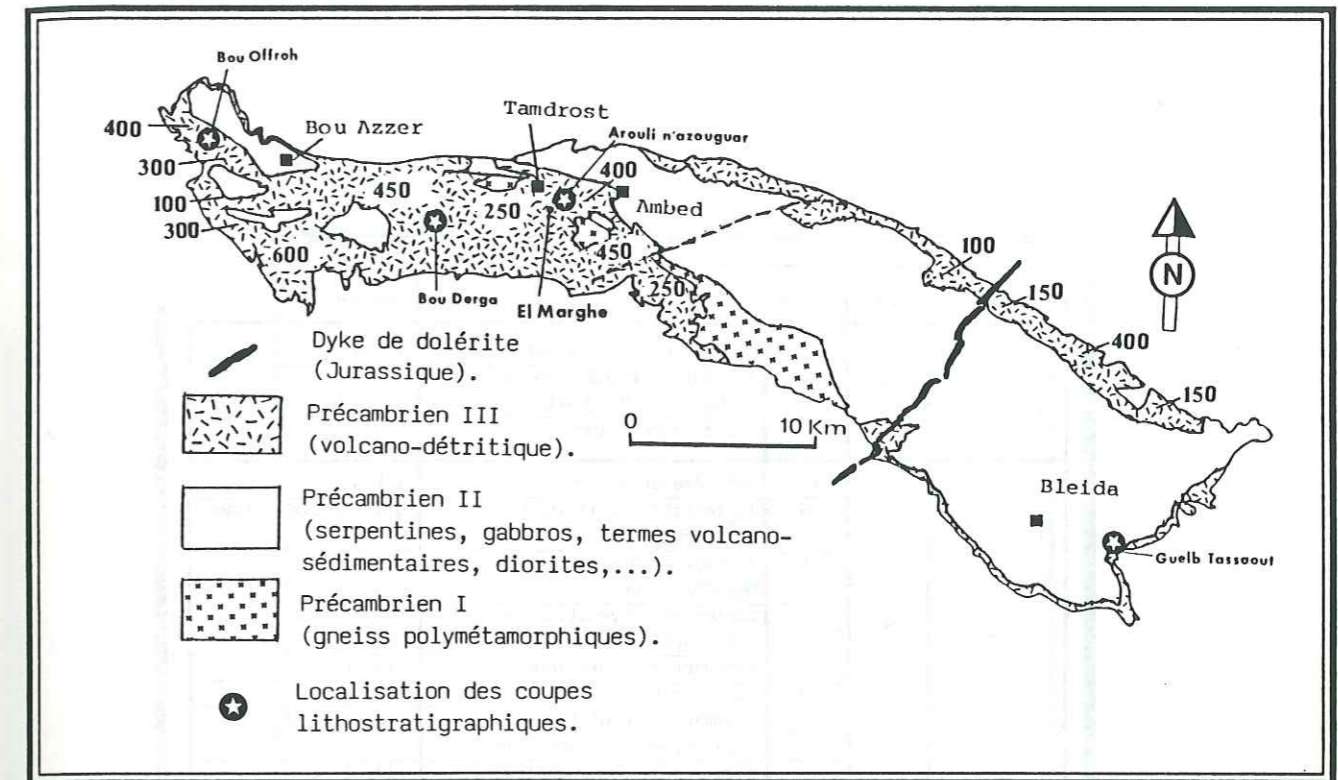 Bou Offroh
400
Bou Azzer
Tamdrost
Arouli n'azouguar
300
400
100
450
250
Ambed
300
600
450
250
100
150
400
150
Bou Derga
El Marghe
N
Dyke de dolérite
(Jurassique).
Précambrien III
(volcano-détritique).
0 10 Km
Précambrien II
(serpentines, gabbros, termes volcano-
sédimentaires, diorites,...).
Bleida
Guelb Tassaout
Précambrien I
(gneiss polymétamorphiques).
Localisation des coupes
lithostratigraphiques.